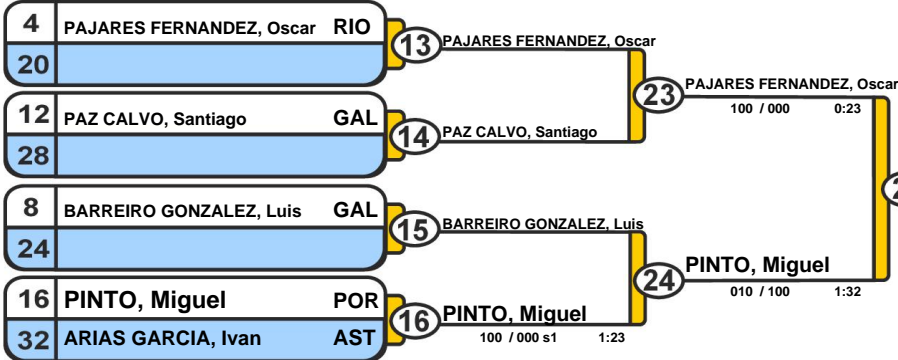 4 PAJARES FERNANDEZ, Oscar RIO
20
13 PAJARES FERNANDEZ, Oscar
12 PAZ CALVO, Santiago GAL
28
14 PAZ CALVO, Santiago
23 PAJARES FERNANDEZ, Oscar
100 / 000 0:23
8 BARREIRO GONZALEZ, Luis GAL
24
15 BARREIRO GONZALEZ, Luis
16 PINTO, Miguel POR
32 ARIAS GARCIA, Ivan AST
16 PINTO, Miguel
100 / 000 s1 1:23
24 PINTO, Miguel
010 / 100 1:32